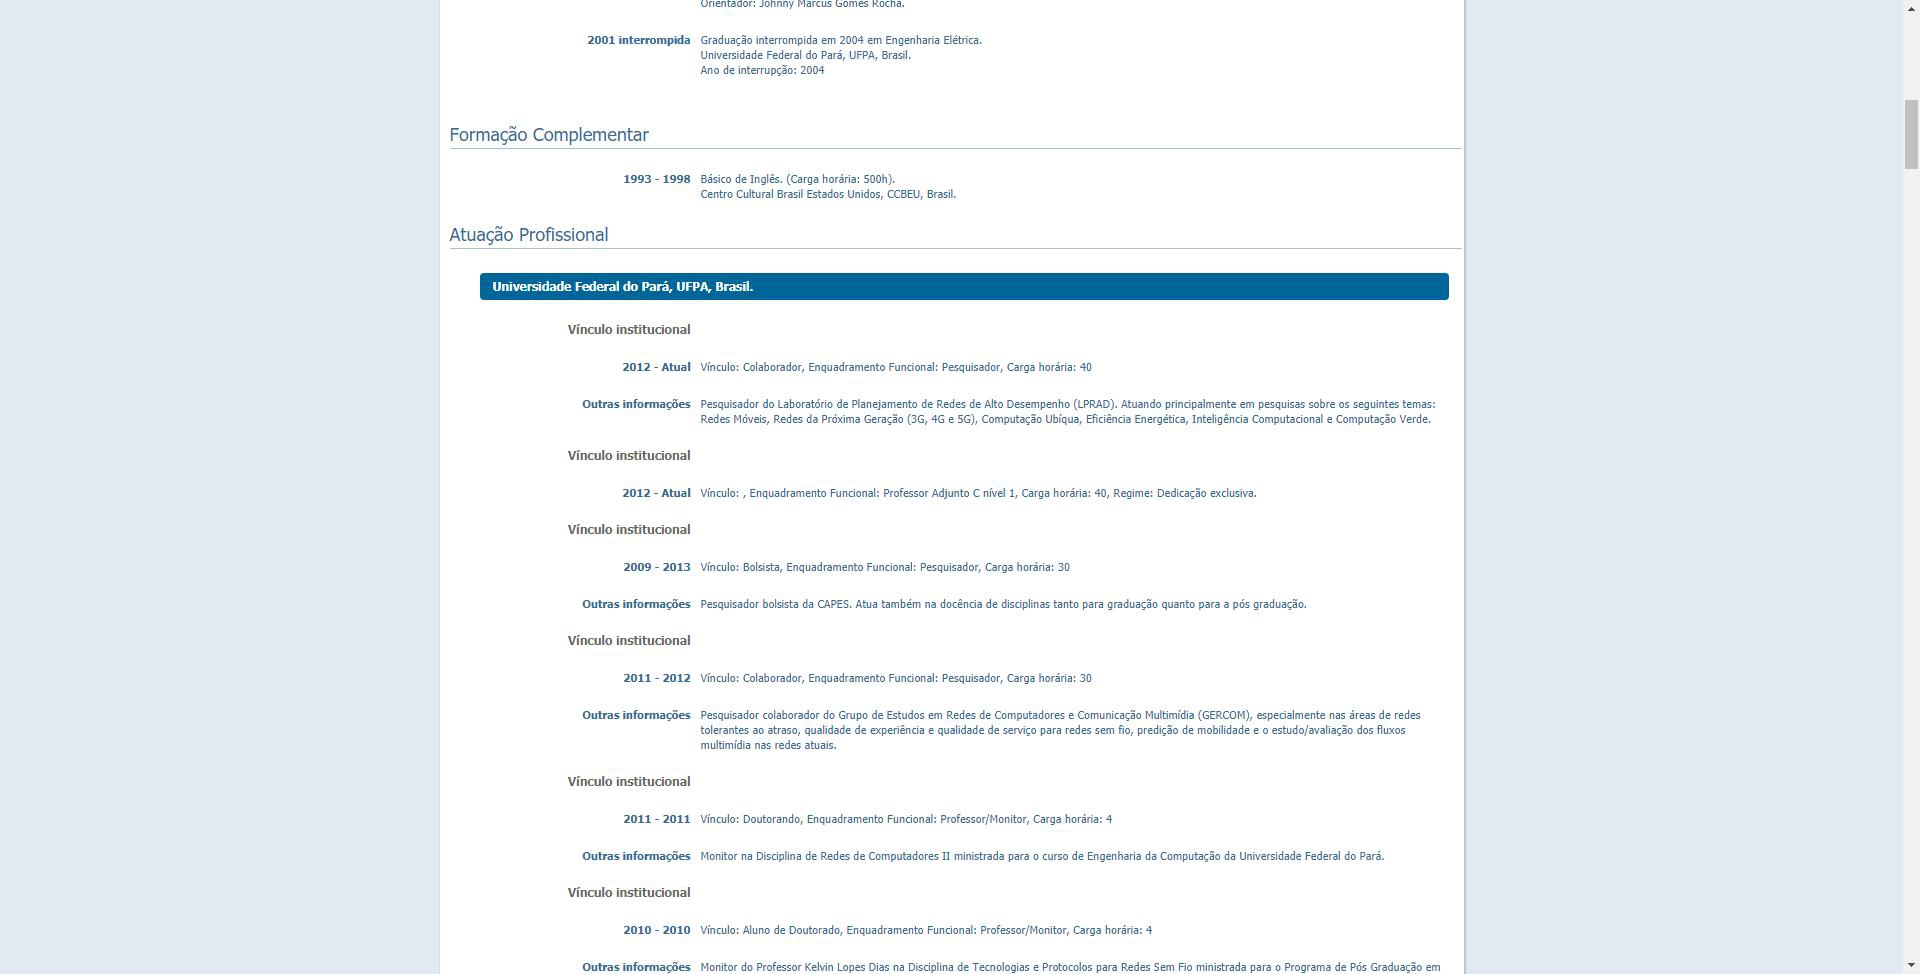 Orientador: Johnny Marcus Gomes Rocha.
2001 interrompida Graduação interrompida em 2004 em Engenharia Elétrica.
Universidade Federal do Pará, UFPA, Brasil.
Ano de interrupção: 2004
Formação Complementar
1993 - 1998 Básico de Inglês. (Carga horária: 500h).
Centro Cultural Brasil Estados Unidos, CCBEU, Brasil.
Atuação Profissional
Universidade Federal do Pará, UFPA, Brasil.
Vínculo institucional
2012 - Atual Vínculo: Colaborador, Enquadramento Funcional: Pesquisador, Carga horária: 40
Outras informações Pesquisador do Laboratório de Planejamento de Redes de Alto Desempenho (LPRAD). Atuando principalmente em pesquisas sobre os seguintes temas:
Redes Móveis, Redes da Próxima Geração (3G, 4G e 5G), Computação Ubíqua, Eficiência Energética, Inteligência Computacional e Computação Verde.
Vínculo institucional
2012 - Atual Vínculo: , Enquadramento Funcional: Professor Adjunto C nível 1, Carga horária: 40, Regime: Dedicação exclusiva.
Vínculo institucional
2009 - 2013 Vínculo: Bolsista, Enquadramento Funcional: Pesquisador, Carga horária: 30
Outras informações Pesquisador bolsista da CAPES. Atua também na docência de disciplinas tanto para graduação quanto para a pós graduação.
Vínculo institucional
2011 - 2012 Vínculo: Colaborador, Enquadramento Funcional: Pesquisador, Carga horária: 30
Outras informações Pesquisador colaborador do Grupo de Estudos em Redes de Computadores e Comunicação Multimídia (GERCOM), especialmente nas áreas de redes
tolerantes ao atraso, qualidade de experiência e qualidade de serviço para redes sem fio, predição de mobilidade e o estudo/avaliação dos fluxos
multimídia nas redes atuais.
Vínculo institucional
2011 - 2011 Vínculo: Doutorando, Enquadramento Funcional: Professor/Monitor, Carga horária: 4
Outras informações Monitor na Disciplina de Redes de Computadores II ministrada para o curso de Engenharia da Computação da Universidade Federal do Pará.
Vínculo institucional
2010 - 2010 Vínculo: Aluno de Doutorado, Enquadramento Funcional: Professor/Monitor, Carga horária: 4
Outras informações Monitor do Professor Kelvin Lopes Dias na Disciplina de Tecnologias e Protocolos para Redes Sem Fio ministrada para o Programa de Pós Graduação em